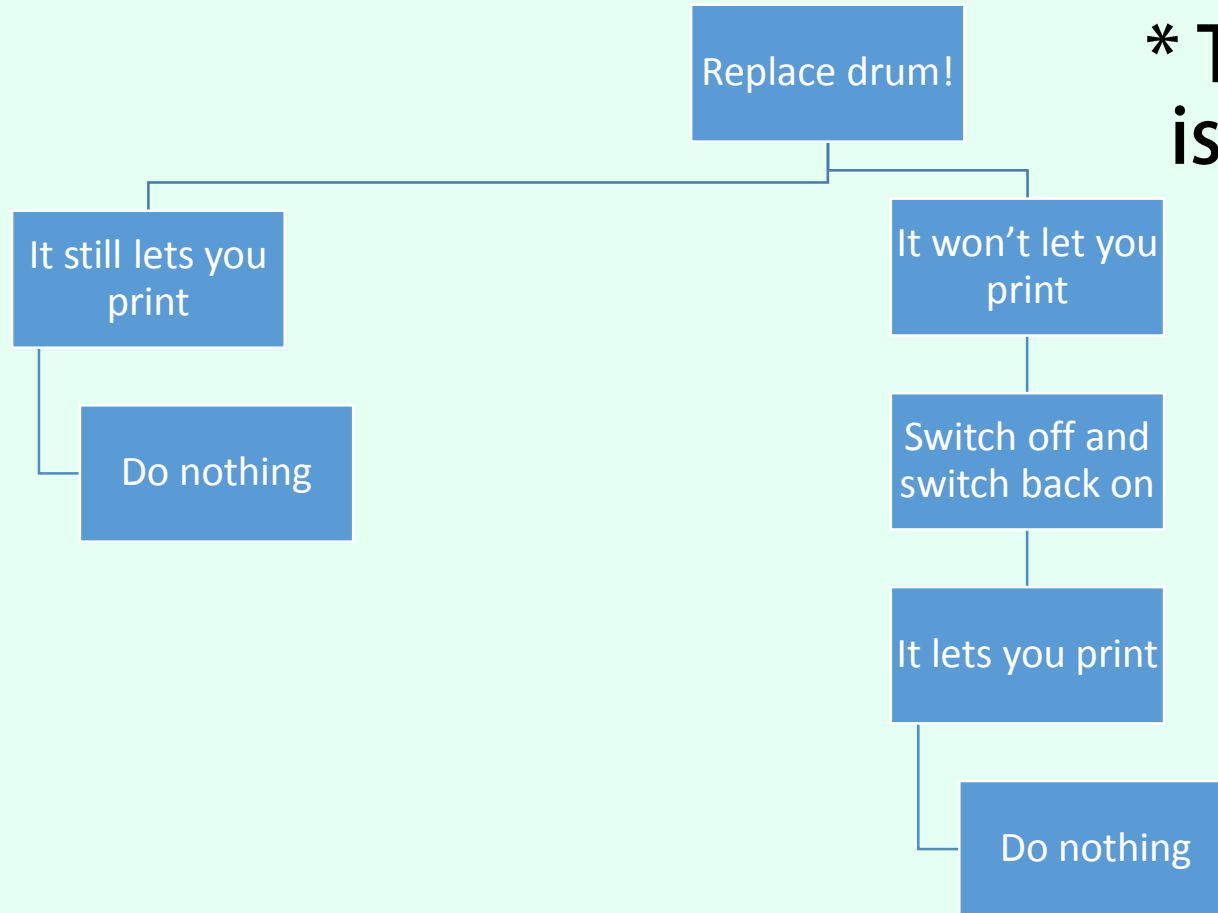 Replace drum!
*
is
It still lets you
print
It won’t let you
print
Do nothing
Switch off and
switch back on
It lets you print
Do nothing